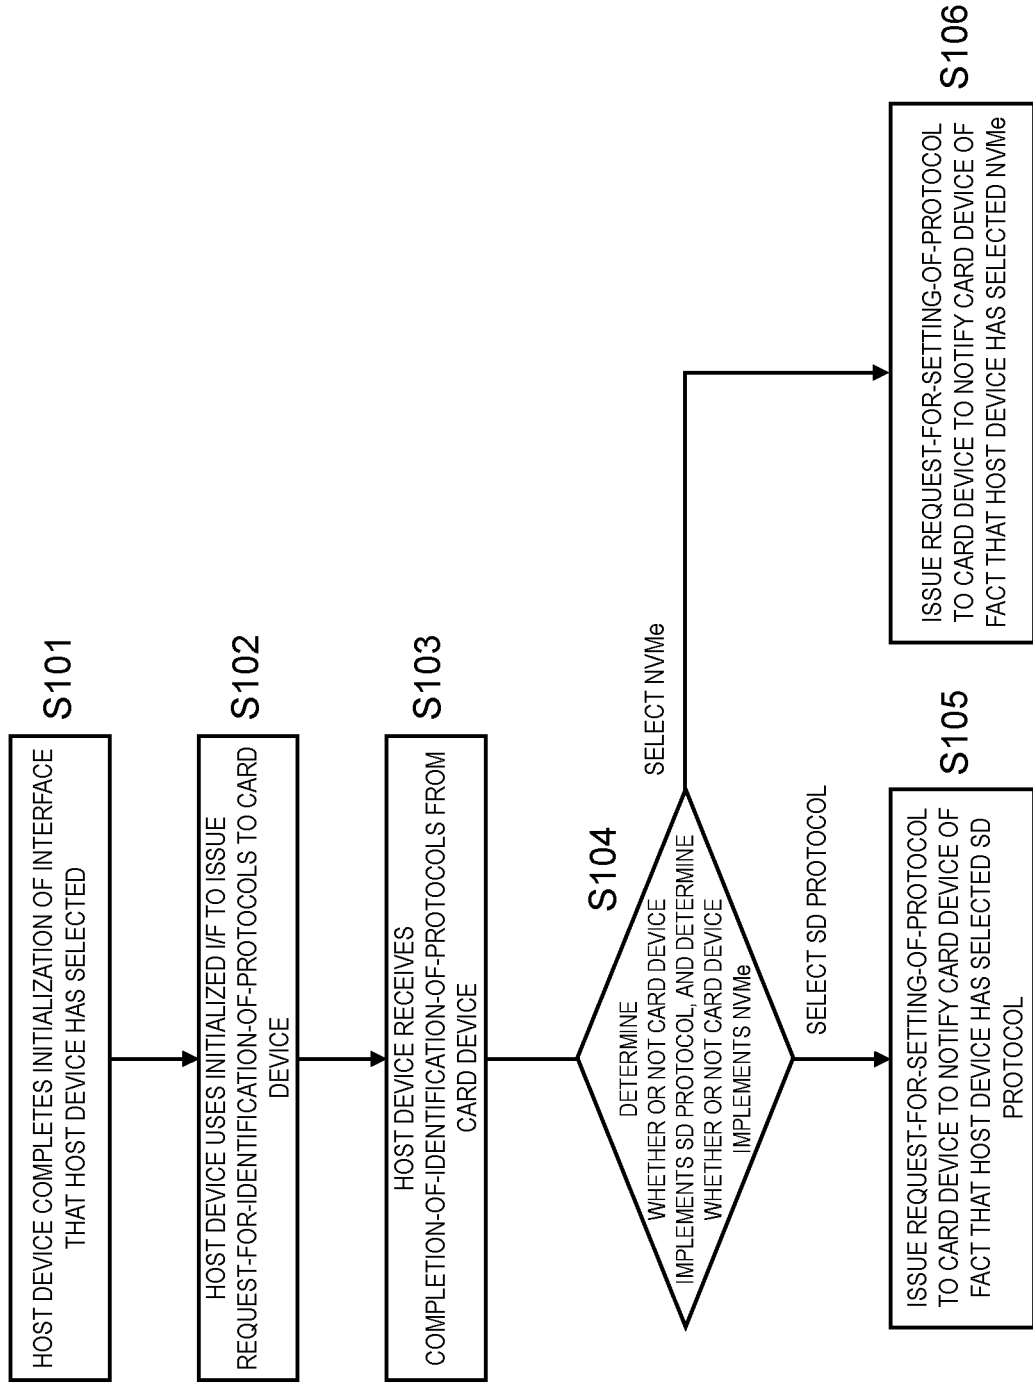 HOST DEVICE COMPLETES INITIALIZATION OF INTERFACE
THAT HOST DEVICE HAS SELECTED
S101
HOST DEVICE USES INITIALIZED I/F TO ISSUE
REQUEST-FOR-IDENTIFICATION-OF-PROTOCOLS TO CARD
DEVICE
S102
HOST DEVICE RECEIVES
COMPLETION-OF-IDENTIFICATION-OF-PROTOCOLS FROM
CARD DEVICE
S103
DETERMINE
WHETHER OR NOT CARD DEVICE
IMPLEMENTS SD PROTOCOL, AND DETERMINE
WHETHER OR NOT CARD DEVICE
IMPLEMENTS NVMe
S104
SELECT NVMe
SELECT SD PROTOCOL
ISSUE REQUEST-FOR-SETTING-OF-PROTOCOL
TO CARD DEVICE TO NOTIFY CARD DEVICE OF
FACT THAT HOST DEVICE HAS SELECTED SD
PROTOCOL
S105
ISSUE REQUEST-FOR-SETTING-OF-PROTOCOL
TO CARD DEVICE TO NOTIFY CARD DEVICE OF
FACT THAT HOST DEVICE HAS SELECTED NVMe
S106